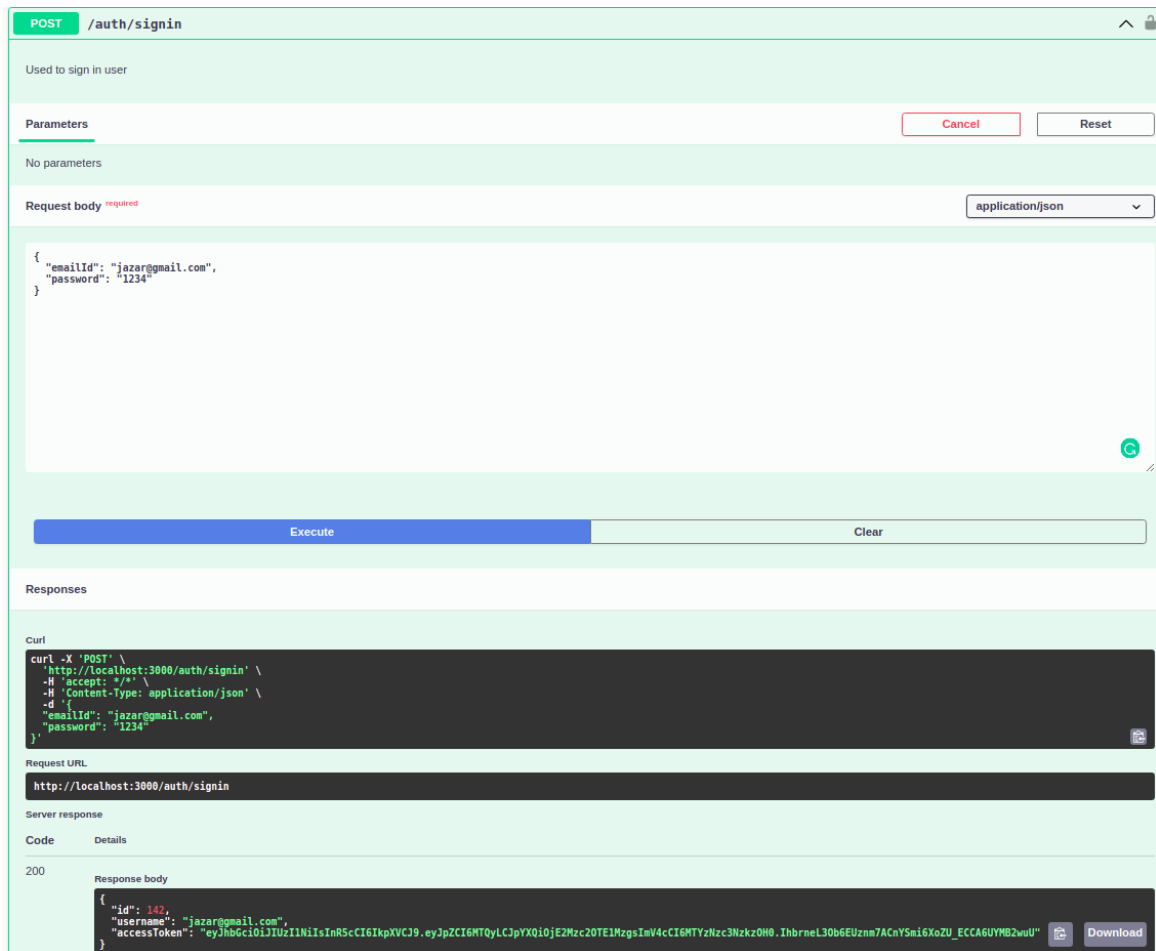 POST /auth/signin
Used to sign in user
Parameters
Cancel
Reset
No parameters
Request body required
application/json
{
"emailId": "jazar@gmail.com",
"password": "1234"
}
Execute
Clear
Responses
Curl
curl -X 'POST' \
'http://localhost:3000/auth/signin' \
-H 'accept: */*' \
-H 'Content-Type: application/json' \
-d '{
"emailId": "jazar@gmail.com",
"password": "1234"
}'
Request URL
http://localhost:3000/auth/signin
Server response
Code Details
200
Response body
{
"id": 142,
"username": "jazar@gmail.com",
"accessToken": "eyJhbGciOiJIUzI1NiIsInR5cCI6IkpXVCJ9.eyJpZCI6MTQyLCJpYXQiOjE2Mzc2OTE1MzgsImV4cCI6MTYzNzc3NzkzOH0.IhbrneL3Ob6EUznm7ACnYSmi6XoZU_ECCA6UYMB2wuU"
}
Download